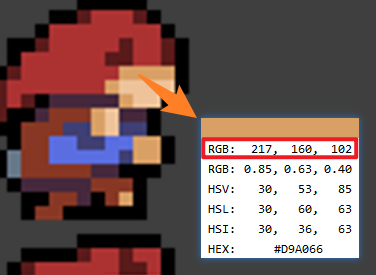 RGB: 217, 160, 102
RGB: 0.85, 0.63, 0.40
HSV: 30, 53, 85
HSL: 30, 60, 63
HSI: 30, 36, 63
HEX: #D9A066